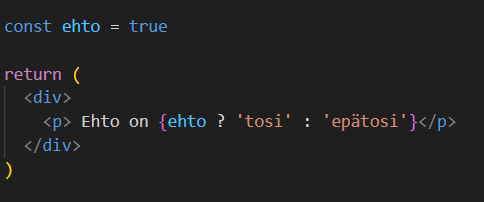 const ehto = true
return (
<div>
<p> Ehto on {ehto ? 'tosi' : 'epätosi'}</p>
</div>
)